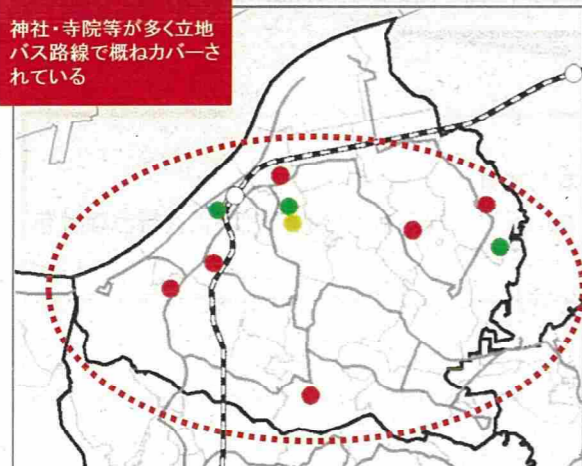 神社・寺院等が多く立地
バス路線で概ねカバーさ
れている